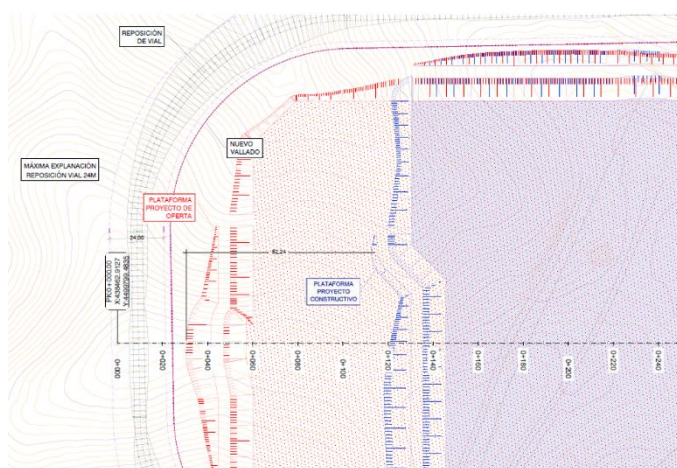 REPOSICIÓN
DE VIAL
NUEVO
VALLADO
MÁXIMA EXPLANACIÓN
REPOSICIÓN VIAL 24M
PLATAFORMA
PROYECTO DE
OFERTA
24,00
82,24
PLATAFORMA
PROYECTO
CONSTRUCTIVO
PK:0+000,00
0+000
0+020
0+040
0+060
0+080
0+100
0+120
0+140
0+160
0+180
0+200
0+220
0+240